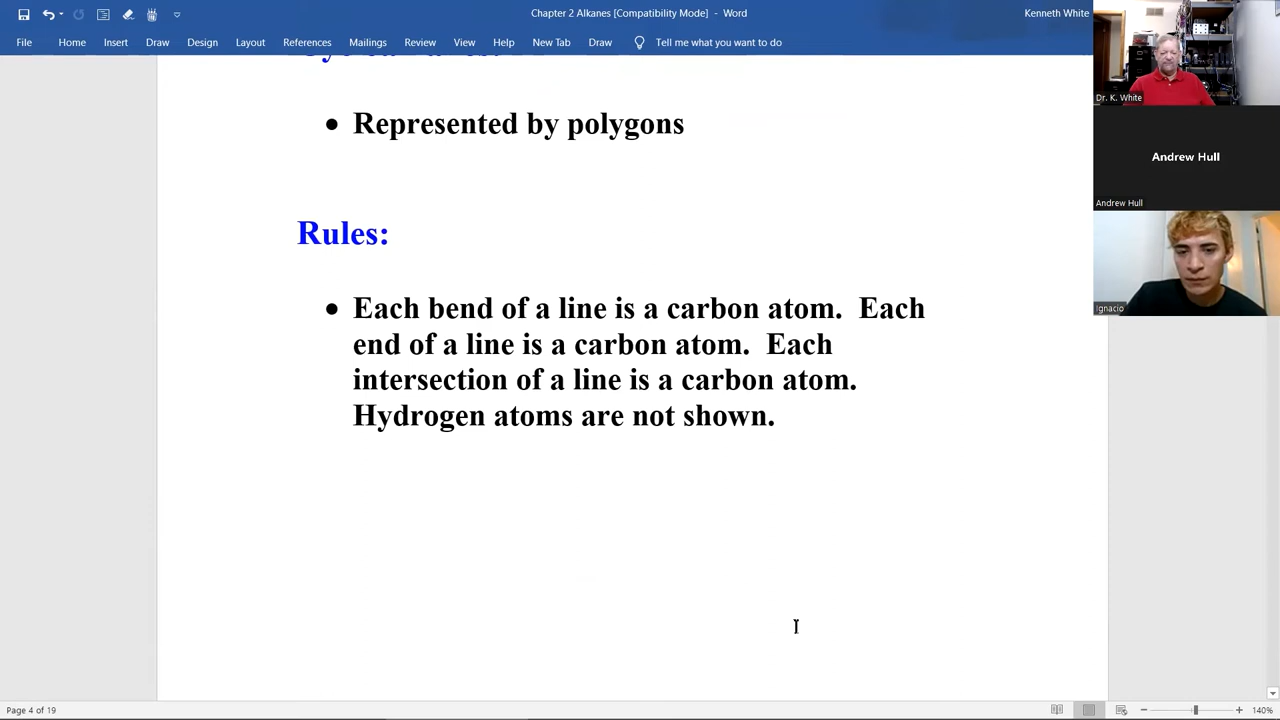 Chapter 2 Alkanes [Compatibility Mode] - Word
Kenneth White
File Home Insert Draw Design Layout References Mailings Review View Help New Tab Draw Tell me what you want to do
• Represented by polygons
Rules:
• Each bend of a line is a carbon atom.  Each
end of a line is a carbon atom.  Each
intersection of a line is a carbon atom.
Hydrogen atoms are not shown.
Dr. K. White
Andrew Hull
Andrew Hull
Ignacio
Page 4 of 19
140%